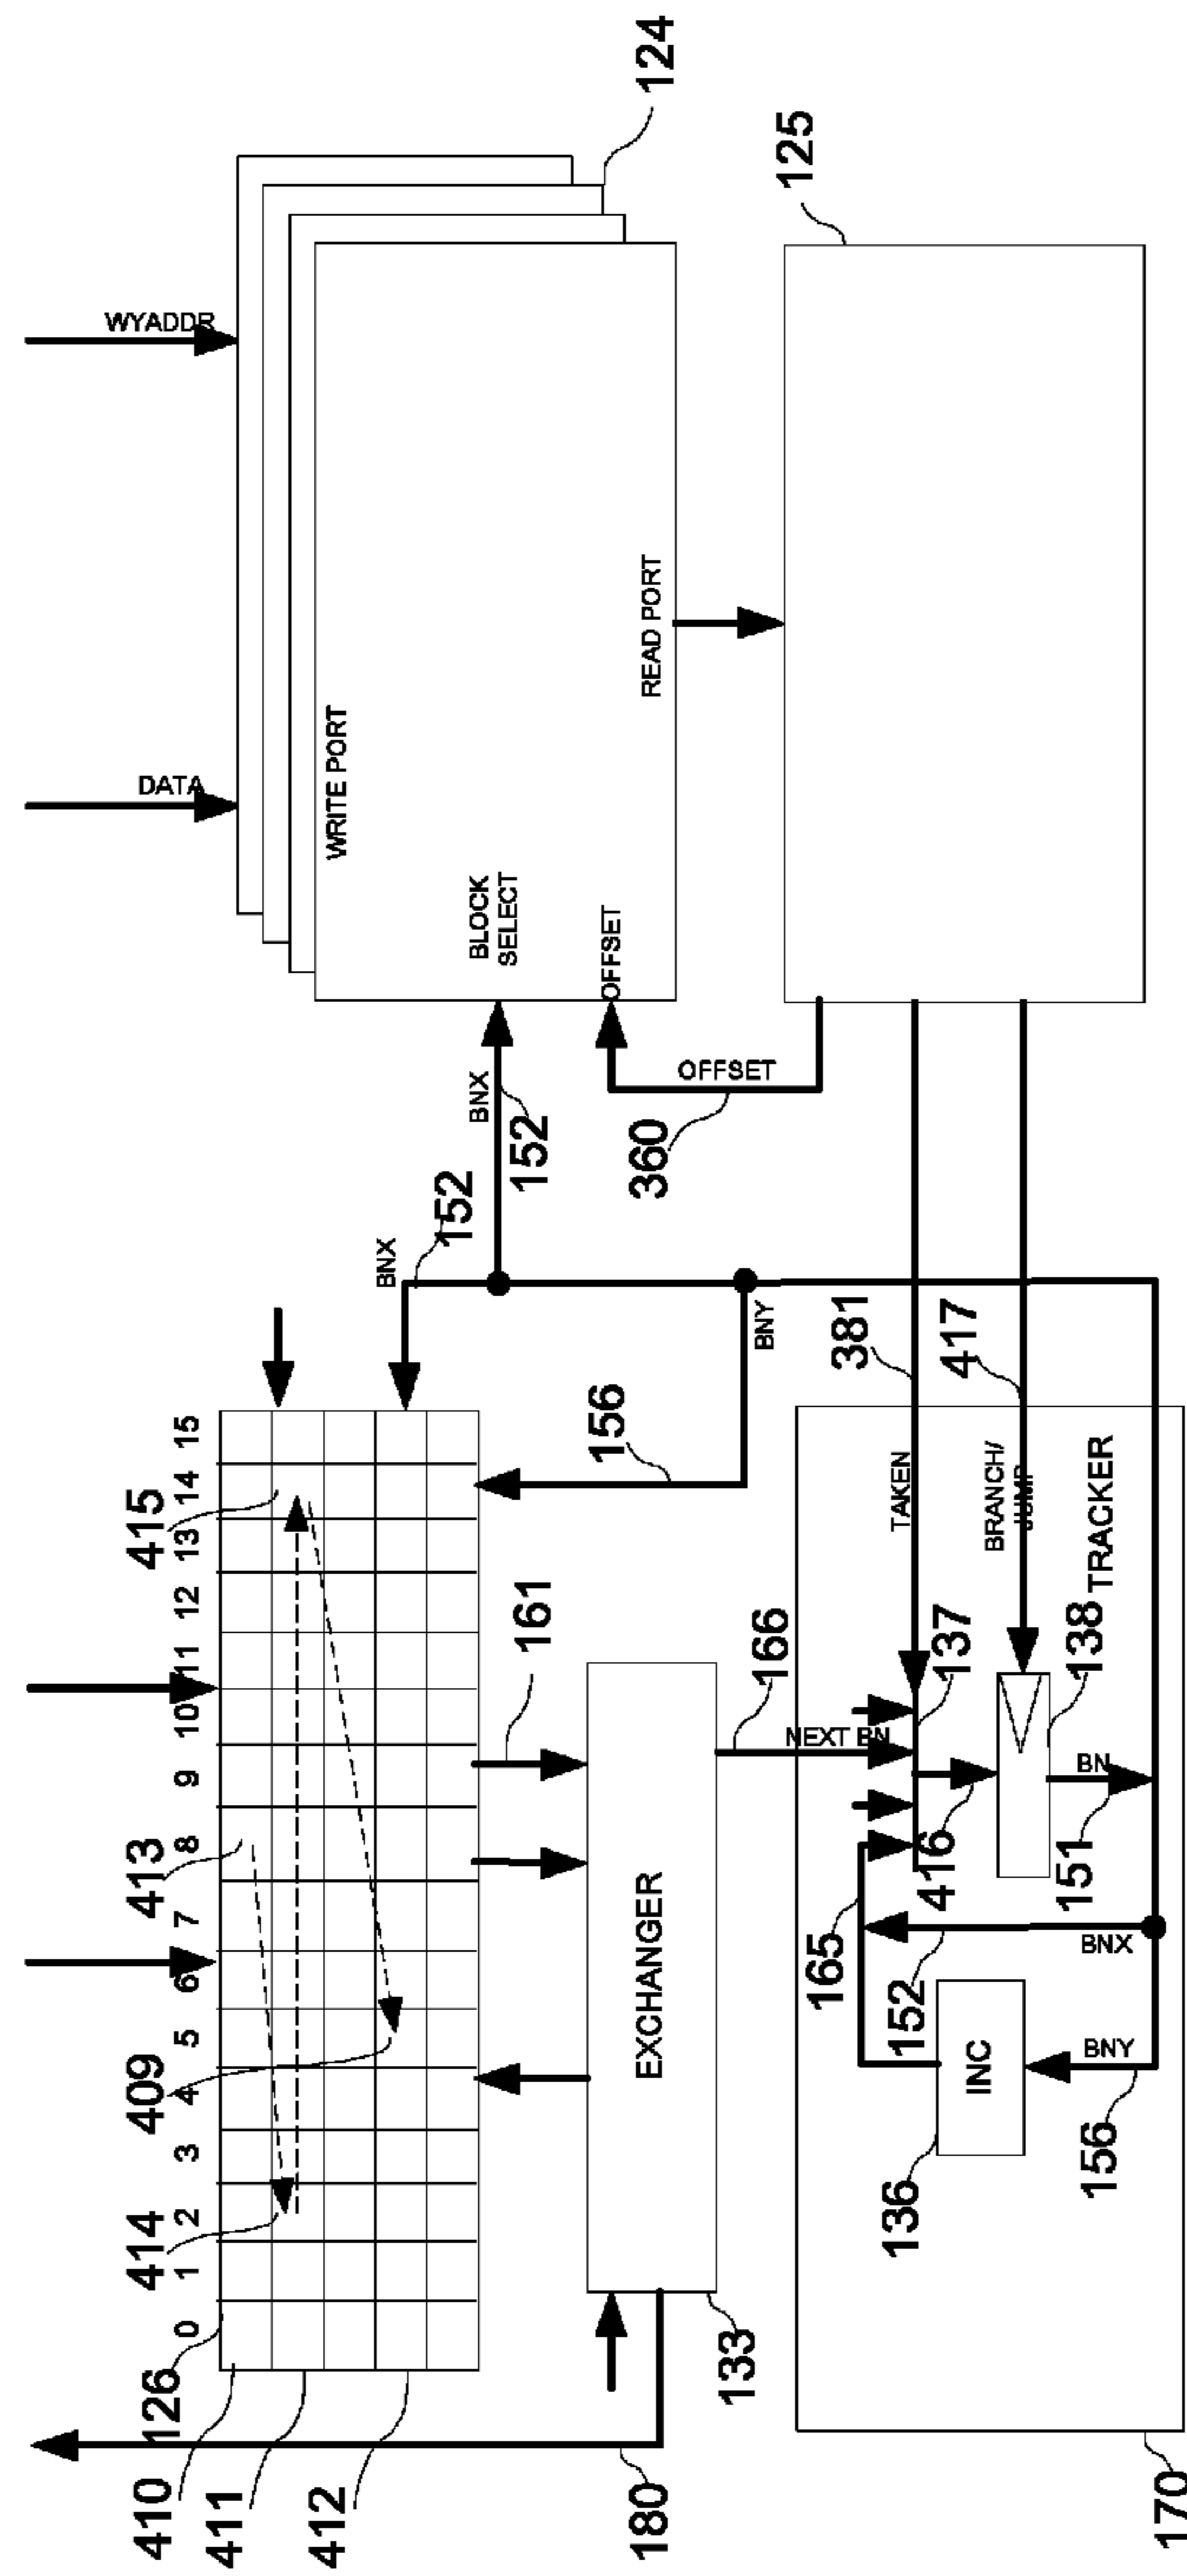 WYADDR
DATA
124
WRITE PORT
BLOCK
SELECT
OFFSET
READ PORT
125
BNX
152
152
BNX
OFFSET
360
BNY
156
0 1 2 3 4 5 6 7 8 9 10 11 12 13 14 15
126
410
411
412
414
409
413
415
161
EXCHANGER
133
180
166
NEXT BN
TAKEN
381
BRANCH/
JUMP
417
TRACKER
137
138
416
BN
151
165
152
BNX
INC
136
BNY
156
170